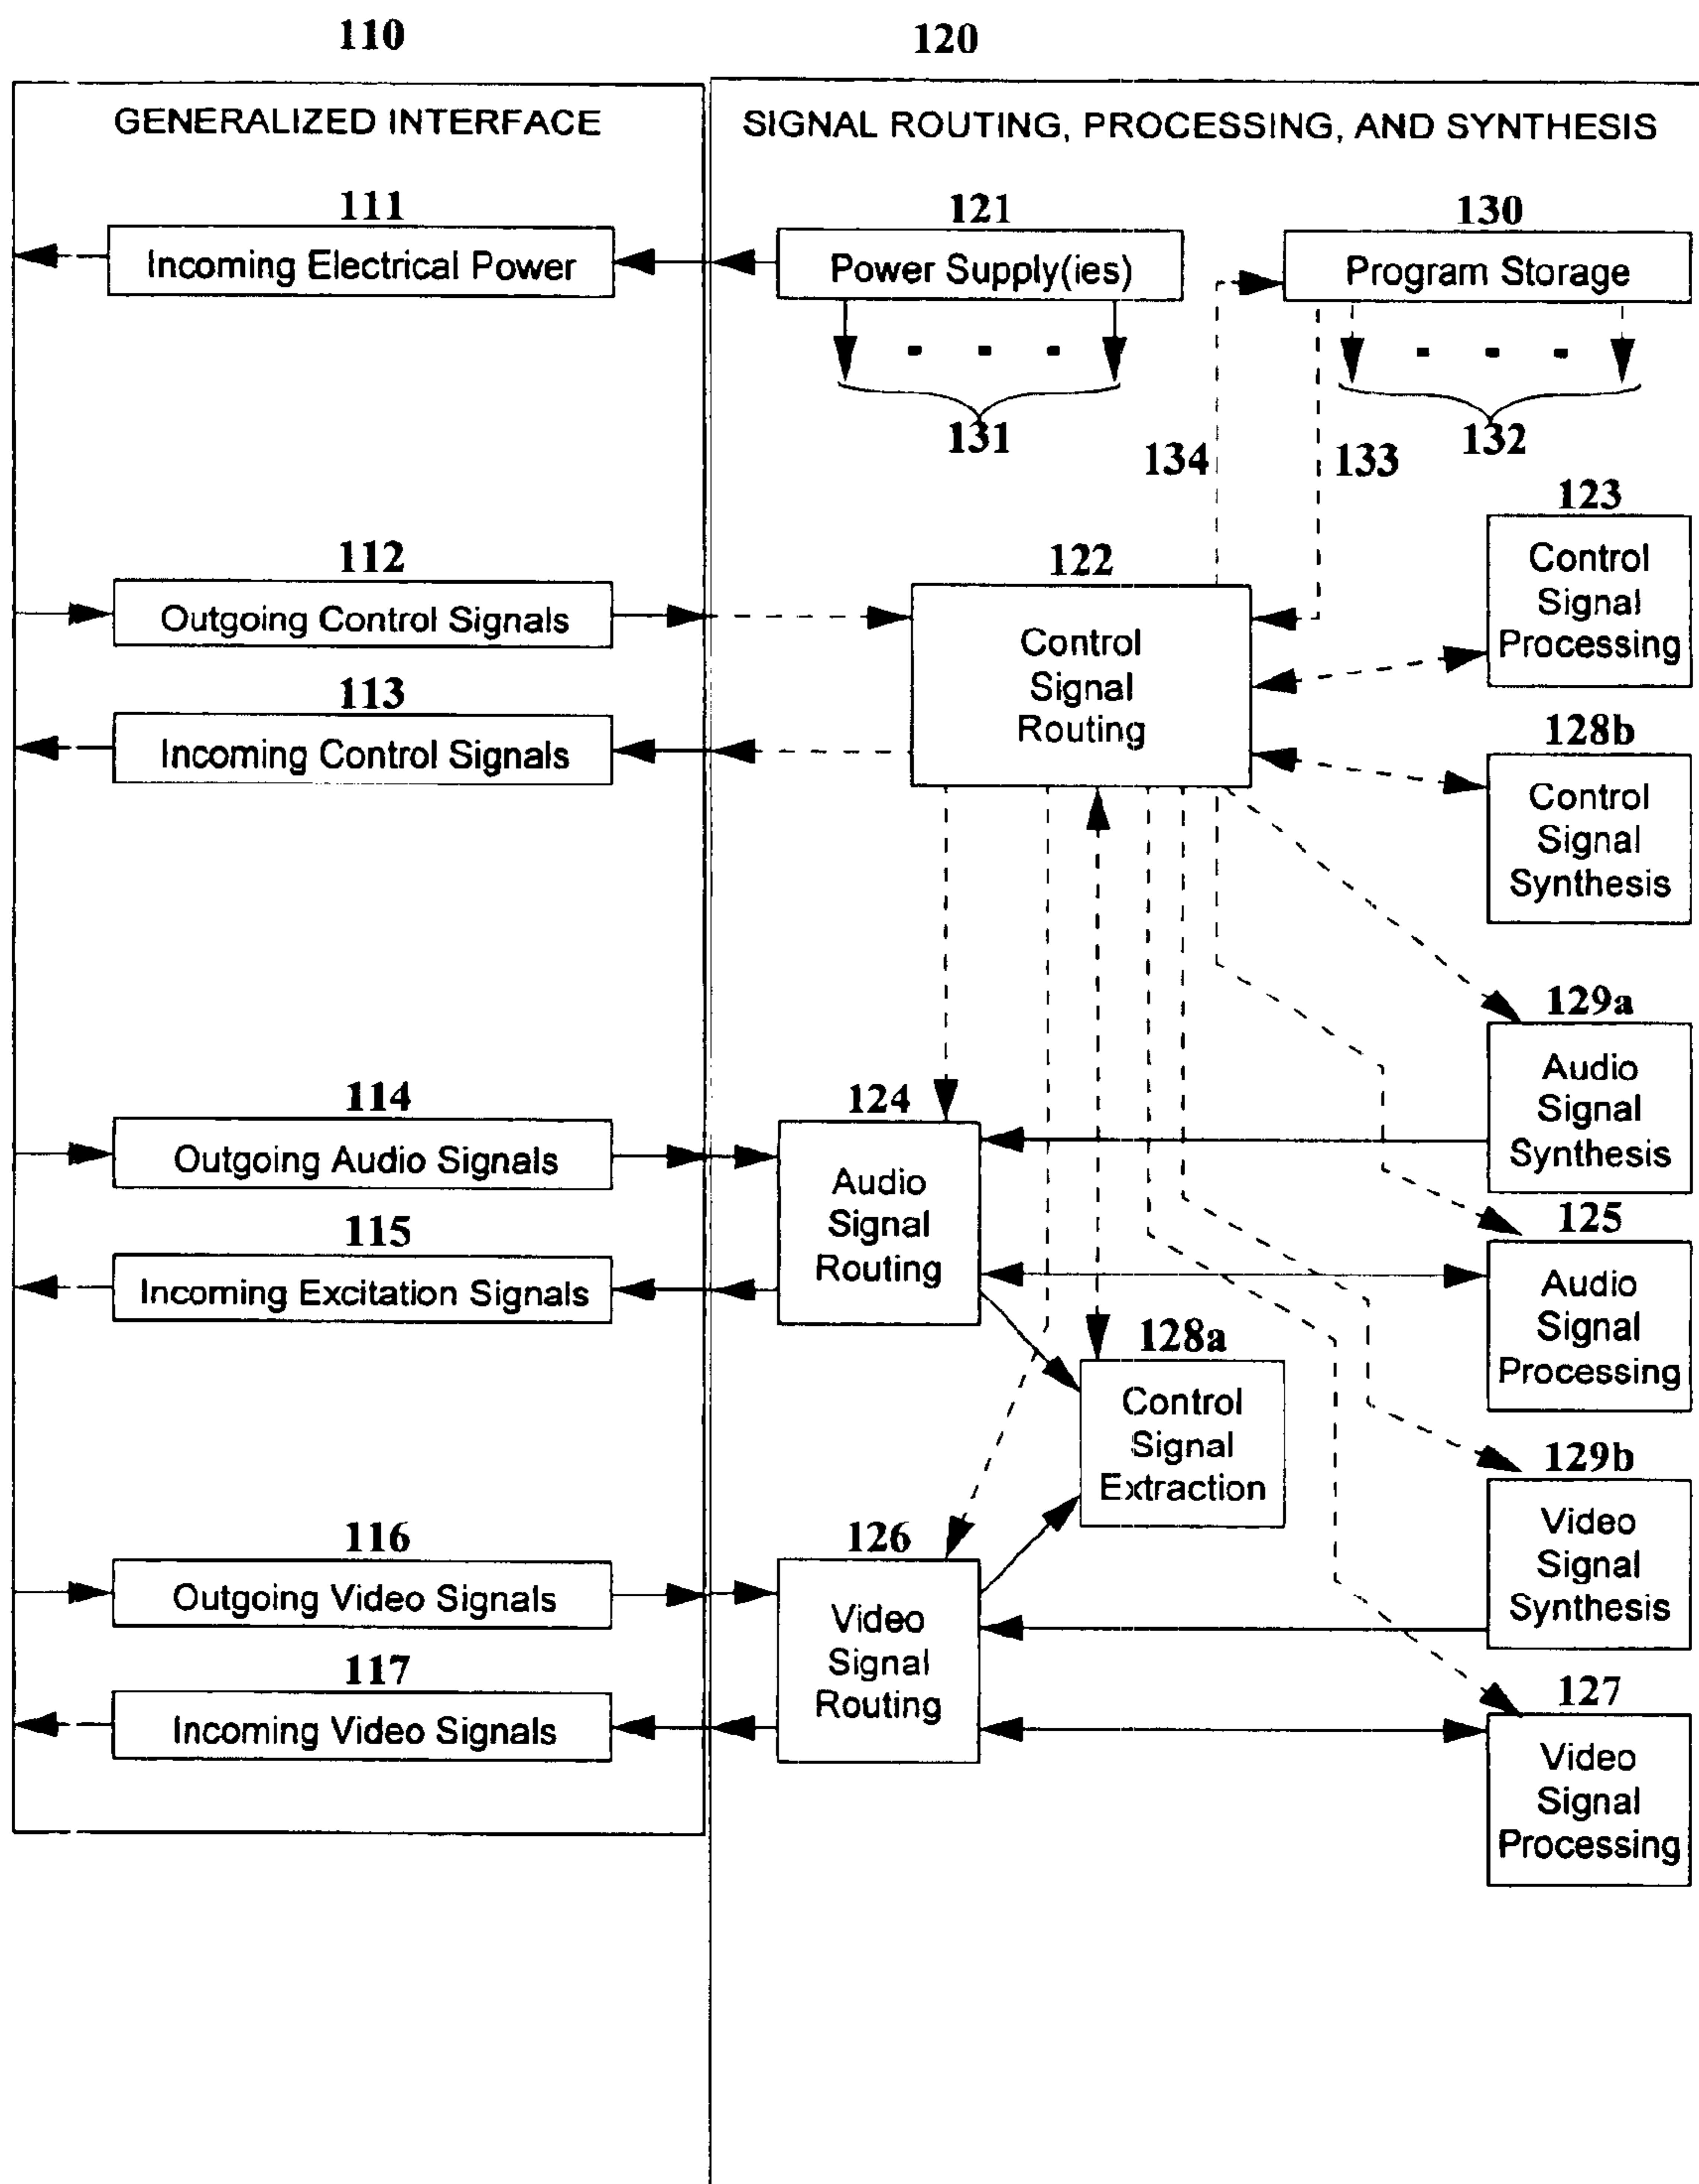 110
120
GENERALIZED INTERFACE
SIGNAL ROUTING, PROCESSING, AND SYNTHESIS
111
121
130
Incoming Electrical Power
Power Supply(ies)
Program Storage
131
134
133
132
123
Control
Signal
Processing
112
122
Outgoing Control Signals
Control
Signal
Routing
113
Incoming Control Signals
128b
Control
Signal
Synthesis
129a
Audio
Signal
Synthesis
114
124
Outgoing Audio Signals
Audio
Signal
Routing
115
Incoming Excitation Signals
125
Audio
Signal
Processing
128a
Control
Signal
Extraction
129b
Video
Signal
Synthesis
116
126
Outgoing Video Signals
Video
Signal
Routing
117
Incoming Video Signals
127
Video
Signal
Processing